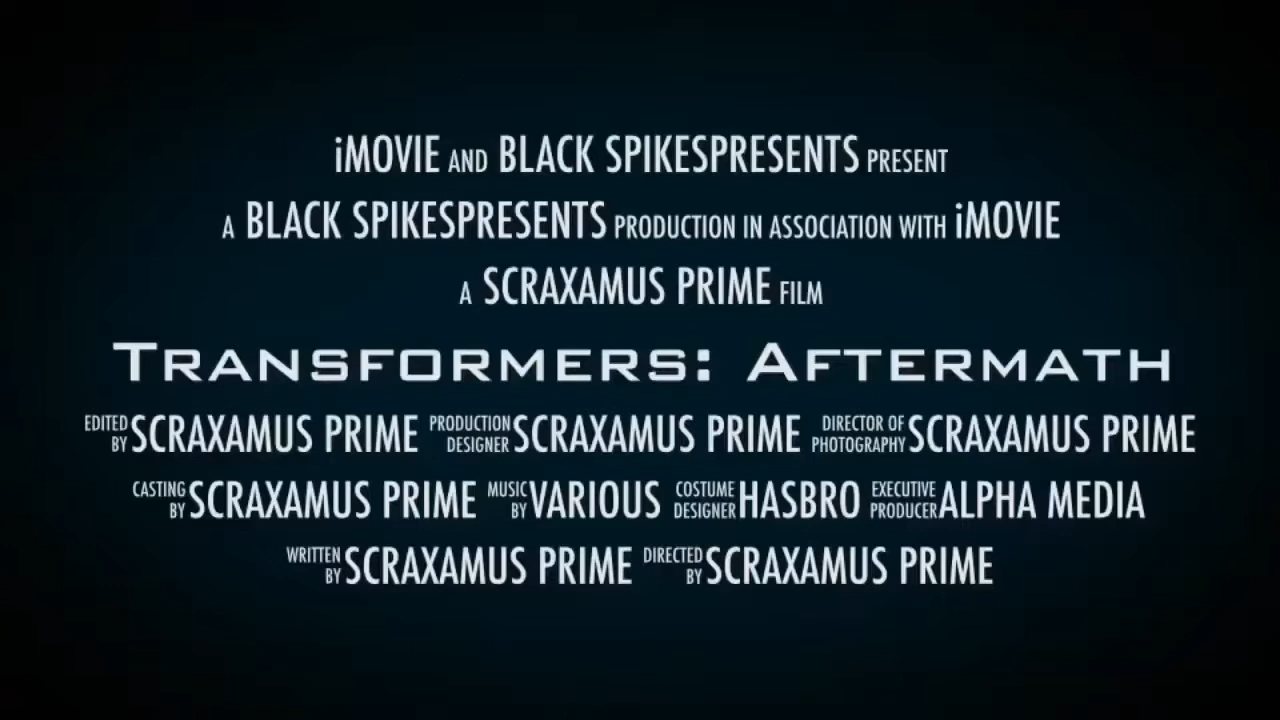 iMOVIE AND BLACK SPIKESPRESENTS PRESENT
A BLACK SPIKESPRESENTS PRODUCTION IN ASSOCIATION WITH iMOVIE
A SCRAXAMUS PRIME FILM
TRANSFORMERS: AFTERMATH
EDITED BY SCRAXAMUS PRIME PRODUCTION DESIGNER SCRAXAMUS PRIME DIRECTOR OF PHOTOGRAPHY SCRAXAMUS PRIME
CASTING BY SCRAXAMUS PRIME MUSIC BY VARIOUS COSTUME DESIGNER HASBRO EXECUTIVE PRODUCER ALPHA MEDIA
WRITTEN BY SCRAXAMUS PRIME DIRECTED BY SCRAXAMUS PRIME